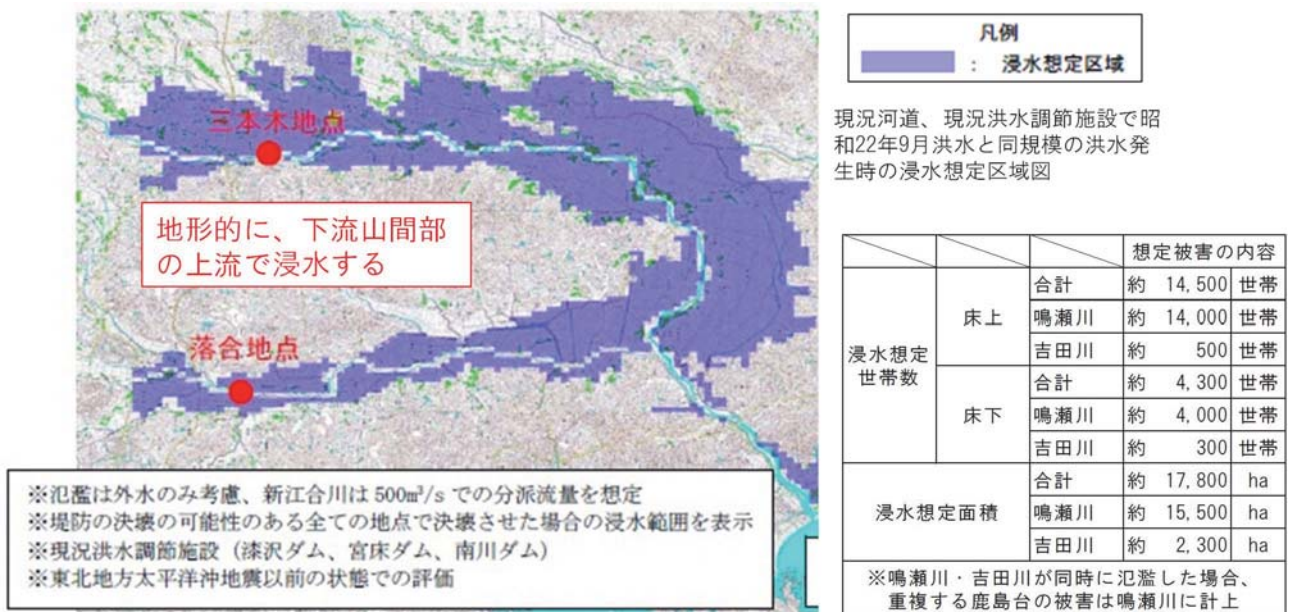 三本木地点
地形的に、下流山間部
の上流で浸水する
落合地点
※氾濫は外水のみ考慮、新江合川は500m³/s での分派流量を想定
※堤防の決壊の可能性のある全ての地点で決壊させた場合の浸水範囲を表示
※現況洪水調節施設（漆沢ダム、宮床ダム、南川ダム）
※東北地方太平洋沖地震以前の状態での評価
凡例
： 浸水想定区域
現況河道、現況洪水調節施設で昭
和22年9月洪水と同規模の洪水発
生時の浸水想定区域図
想定被害の内容
浸水想定
世帯数
床上
合計 約 14,500 世帯
鳴瀬川 約 14,000 世帯
吉田川 約 500 世帯
床下
合計 約 4,300 世帯
鳴瀬川 約 4,000 世帯
吉田川 約 300 世帯
浸水想定面積
合計 約 17,800 ha
鳴瀬川 約 15,500 ha
吉田川 約 2,300 ha
※鳴瀬川・吉田川が同時に氾濫した場合、
重複する鹿島台の被害は鳴瀬川に計上